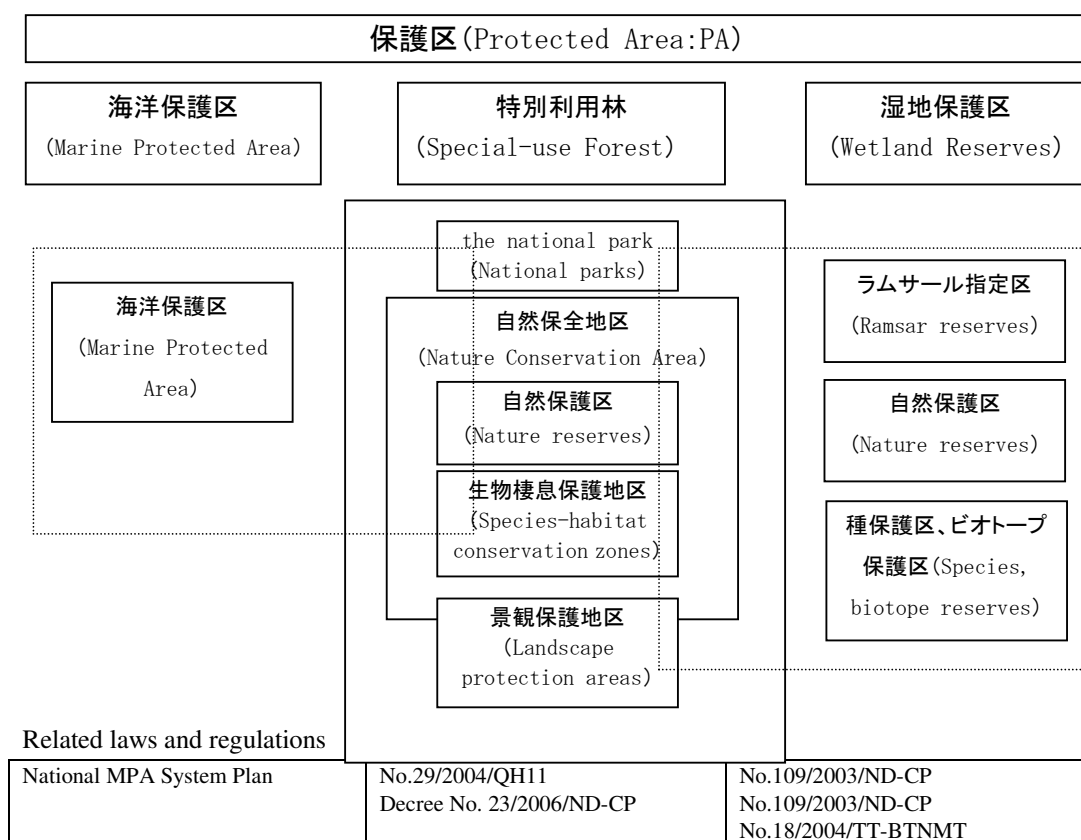 保護区(Protected Area:PA)
海洋保護区
(Marine Protected Area)
特別利用林
(Special-use Forest)
湿地保護区
(Wetland Reserves)
海洋保護区
(Marine Protected
Area)
the national park
(National parks)
自然保全地区
(Nature Conservation Area)
自然保護区
(Nature reserves)
生物棲息保護地区
(Species-habitat
conservation zones)
景観保護地区
(Landscape
protection areas)
ラムサール指定区
(Ramsar reserves)
自然保護区
(Nature reserves)
種保護区、ビオトープ
保護区(Species,
biotope reserves)
Related laws and regulations
National MPA System Plan
No.29/2004/QH11
Decree No. 23/2006/ND-CP
No.109/2003/ND-CP
No.109/2003/ND-CP
No.18/2004/TT-BTNMT